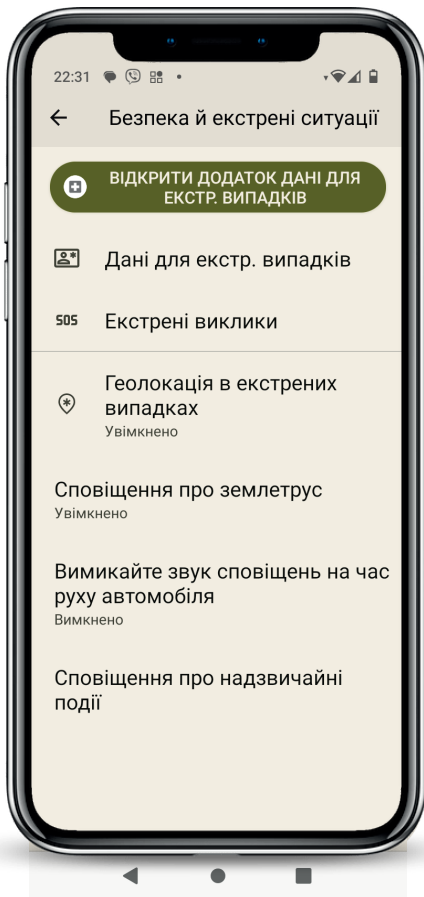 22:31
Безпека й екстрені ситуації
ВІДКРИТИ ДОДАТОК ДАНІ ДЛЯ
ЕКСТР. ВИПАДКІВ
Дані для екстр. випадків
SOS Екстрені виклики
Геолокація в екстрених
випадках
Увімкнено
Сповіщення про землетрус
Увімкнено
Вимикайте звук сповіщень на час
руху автомобіля
Вимкнено
Сповіщення про надзвичайні
події